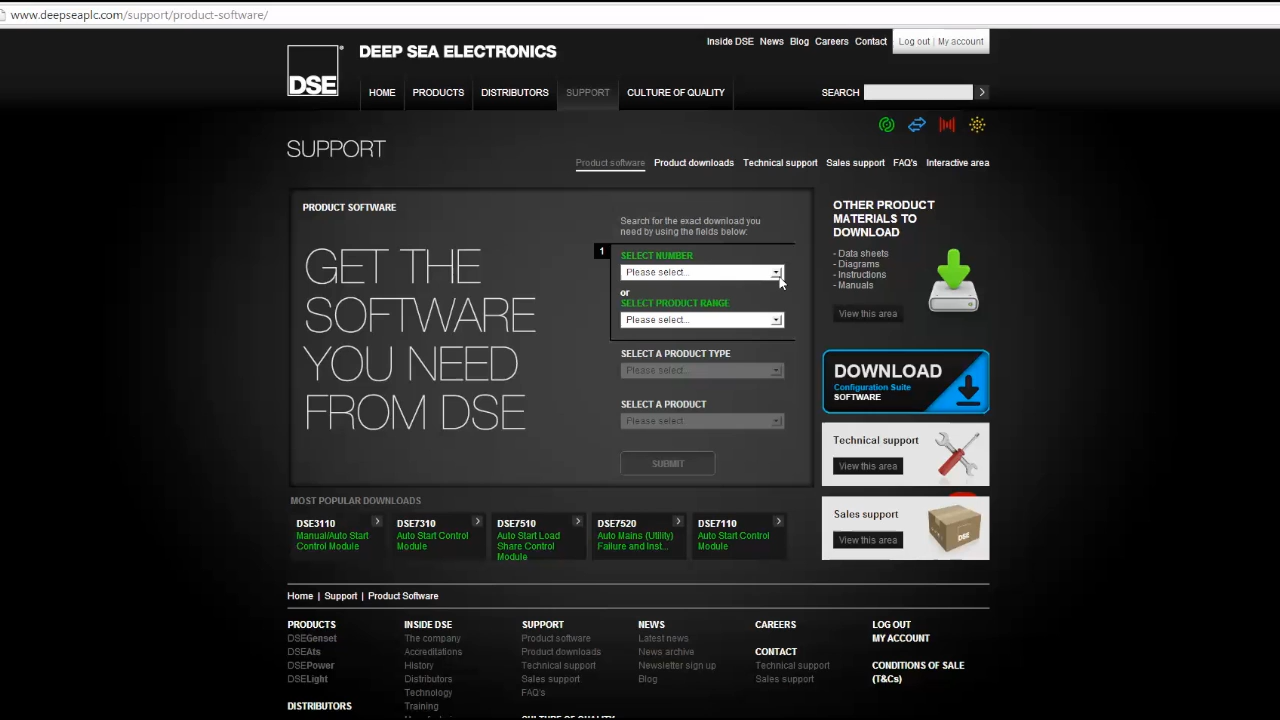 www.deepseaplc.com/support/product-software/
Inside DSE News Blog Careers Contact Log out | My account
DSE
DEEP SEA ELECTRONICS
HOME PRODUCTS DISTRIBUTORS SUPPORT CULTURE OF QUALITY SEARCH
SUPPORT
Product software Product downloads Technical support Sales support FAQ's Interactive area
PRODUCT SOFTWARE
GET THE
SOFTWARE
YOU NEED
FROM DSE
Search for the exact download you
need by using the fields below:
1
SELECT NUMBER
Please select...
or
SELECT PRODUCT RANGE
Please select...
SELECT A PRODUCT TYPE
Please select...
SELECT A PRODUCT
Please select...
SUBMIT
OTHER PRODUCT
MATERIALS TO
DOWNLOAD
- Data sheets
- Diagrams
- Instructions
- Manuals
View this area
DOWNLOAD
Configuration Suite
SOFTWARE
Technical support
View this area
Sales support
View this area
DSE
MOST POPULAR DOWNLOADS
DSE3110
Manual/Auto Start
Control Module
DSE7310
Auto Start Control
Module
DSE7510
Auto Start Load
Share Control
Module
DSE7520
Auto Mains (Utility)
Failure and Inst...
DSE7110
Auto Start Control
Module
Home | Support | Product Software
PRODUCTS
DSEGenset
DSEAts
DSEPower
DSELight
DISTRIBUTORS
INSIDE DSE
The company
Accreditations
History
Distributors
Technology
Training
SUPPORT
Product software
Product downloads
Technical support
Sales support
FAQ's
CULTURE OF QUALITY
NEWS
Latest news
News archive
Newsletter sign up
Blog
CAREERS
CONTACT
Technical support
Sales support
LOG OUT
MY ACCOUNT
CONDITIONS OF SALE
(T&Cs)